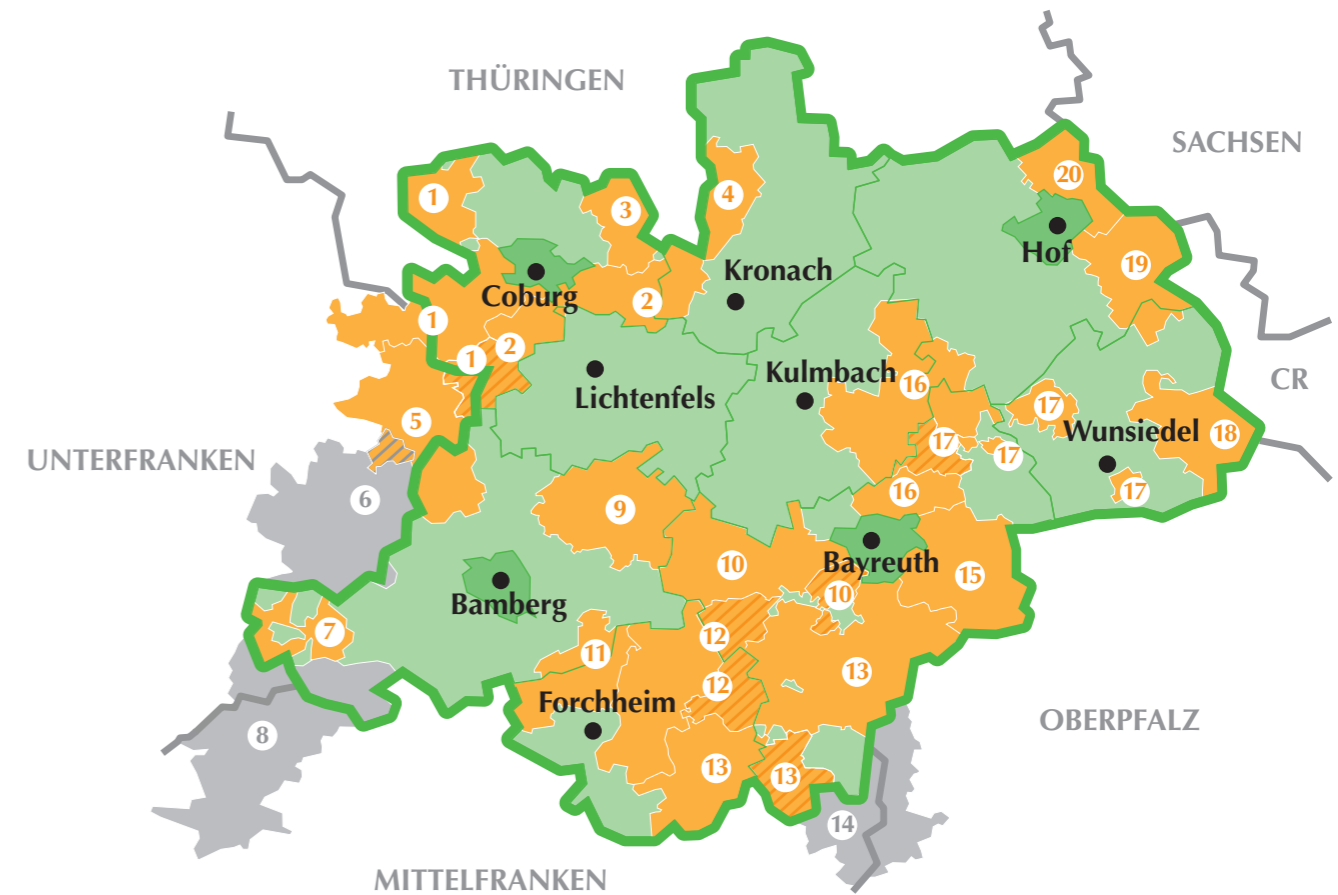 THÜRINGEN
SACHSEN
20
1
4
3
Hof
19
Kronach
Coburg
2
1
1
2
Kulmbach
16
CR
Lichtenfels
17
5
Wunsiedel
18
17
17
UNTERFRANKEN
6
16
17
9
Bayreuth
10
15
Bamberg
10
7
12
11
13
12
Forchheim
OBERPFALZ
8
13
13
14
MITTELFRANKEN